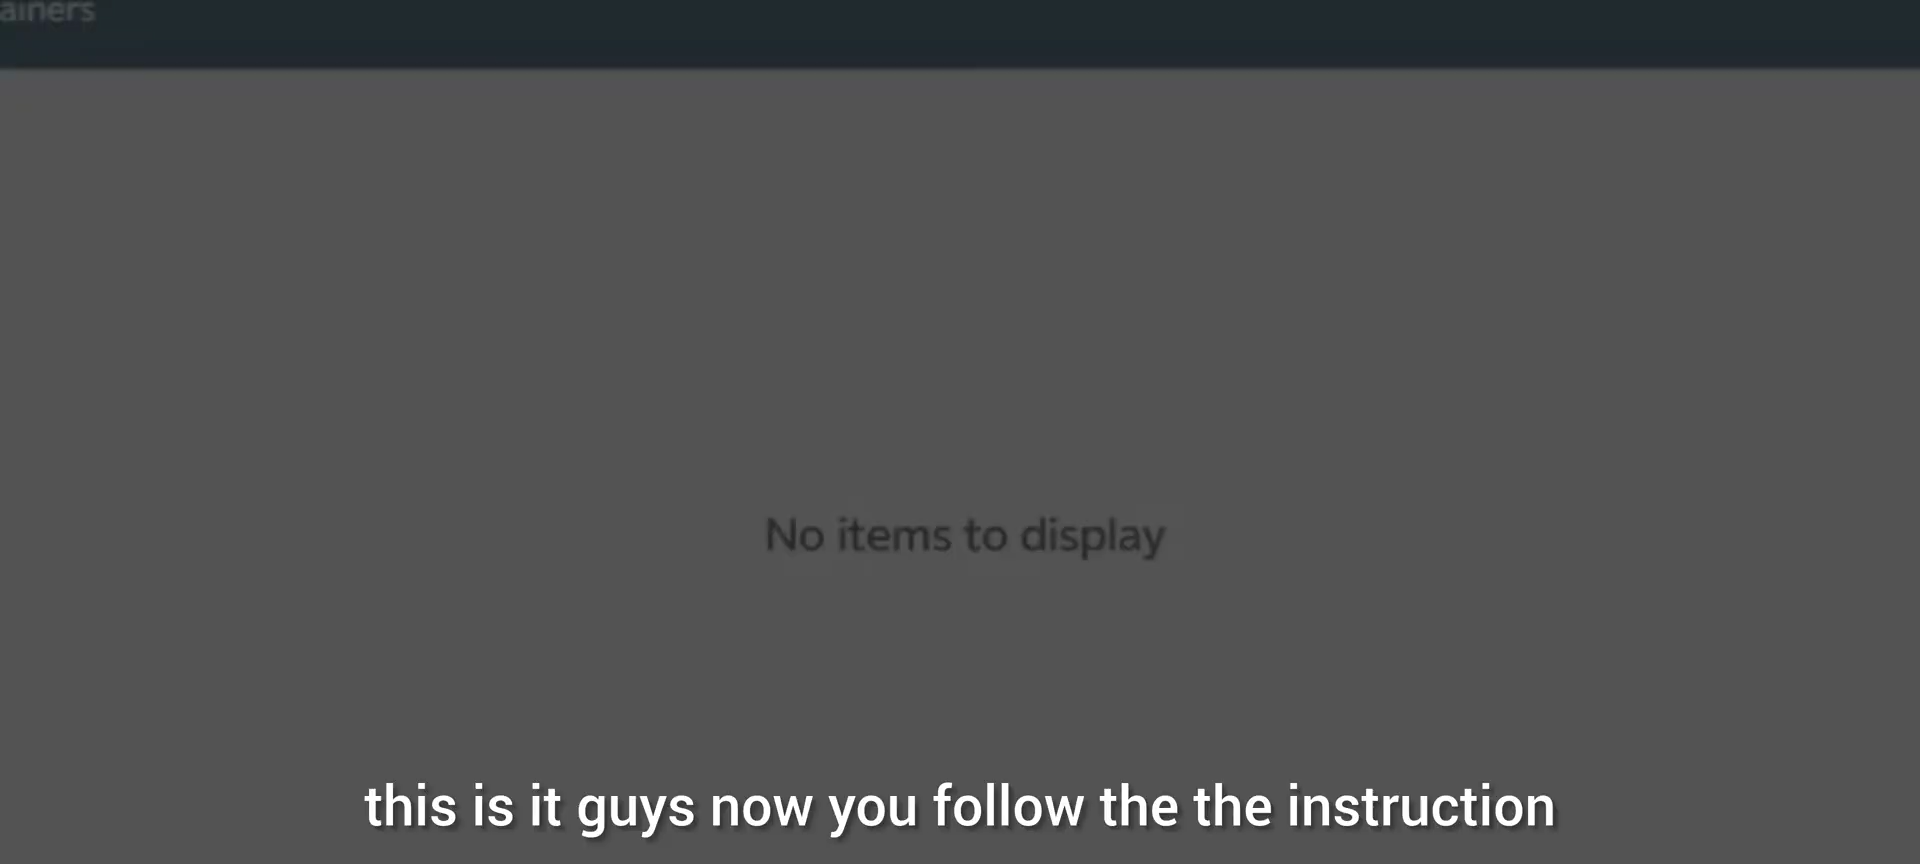 ainers
No items to display
this is it guys now you follow the the instruction